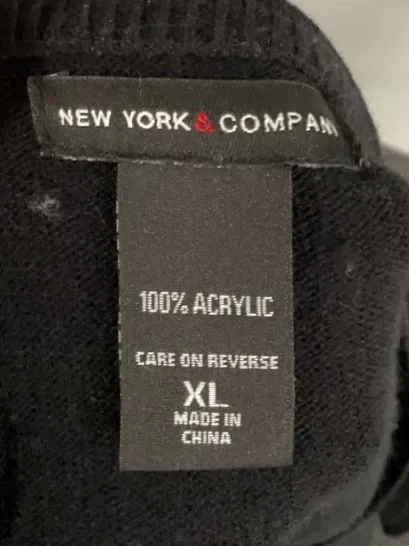 NEW YORK & COMPANY
100% ACRYLIC
CARE ON REVERSE
XL
MADE IN
CHINA